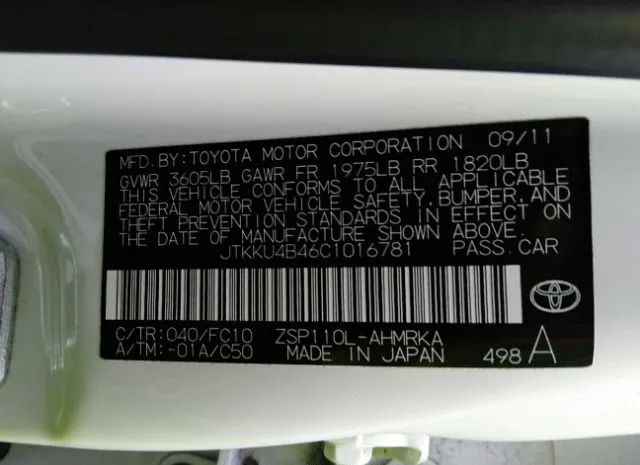 MFD.BY:TOYOTA MOTOR CORPORATION 09/11
GVWR 3605LB GAWR FR 1975LB RR 1820LB
THIS VEHICLE CONFORMS TO ALL APPLICABLE
FEDERAL MOTOR VEHICLE SAFETY,BUMPER,AND
THEFT PREVENTION STANDARDS IN EFFECT ON
THE DATE OF MANUFACTURE SHOWN ABOVE.
JTKKU4B46C1016781 PASS.CAR
C/TR:040/FC10 ZSP110L-AHMRKA
A/TM:-01A/C50 MADE IN JAPAN 498 A